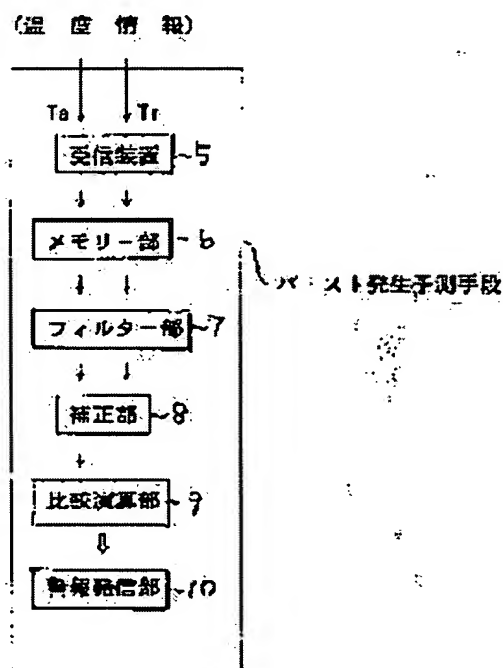 (温度情報)
Ta Tr
受信装置 ~5
メモリー部 ~6
バースト発生予測手段
フィルター部 ~7
補正部 ~8
比較演算部 ~9
警報発信部 ~10